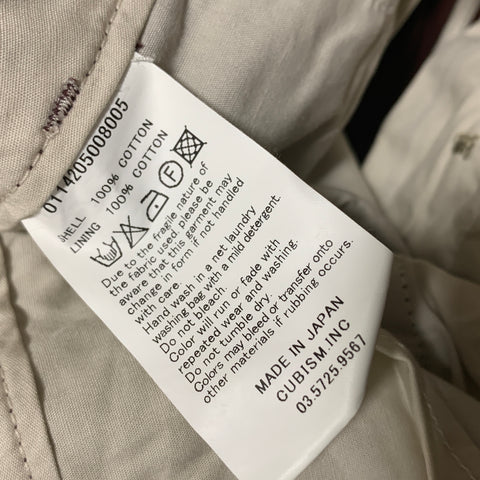 0114205008005
SHELL 100% COTTON
LINING 100% COTTON
F
Due to the fragile nature of
the fabric used, please be
aware that this garment may
change in form if not handled
with care.
Hand wash in a net laundry
washing bag with a mild detergent
Do not bleach.
Color will run or fade with
repeated wear and washing.
Do not tumble dry.
Colors may bleed or transfer onto
other materials if rubbing occurs.
MADE IN JAPAN
CUBISM.INC
03.5725.9567